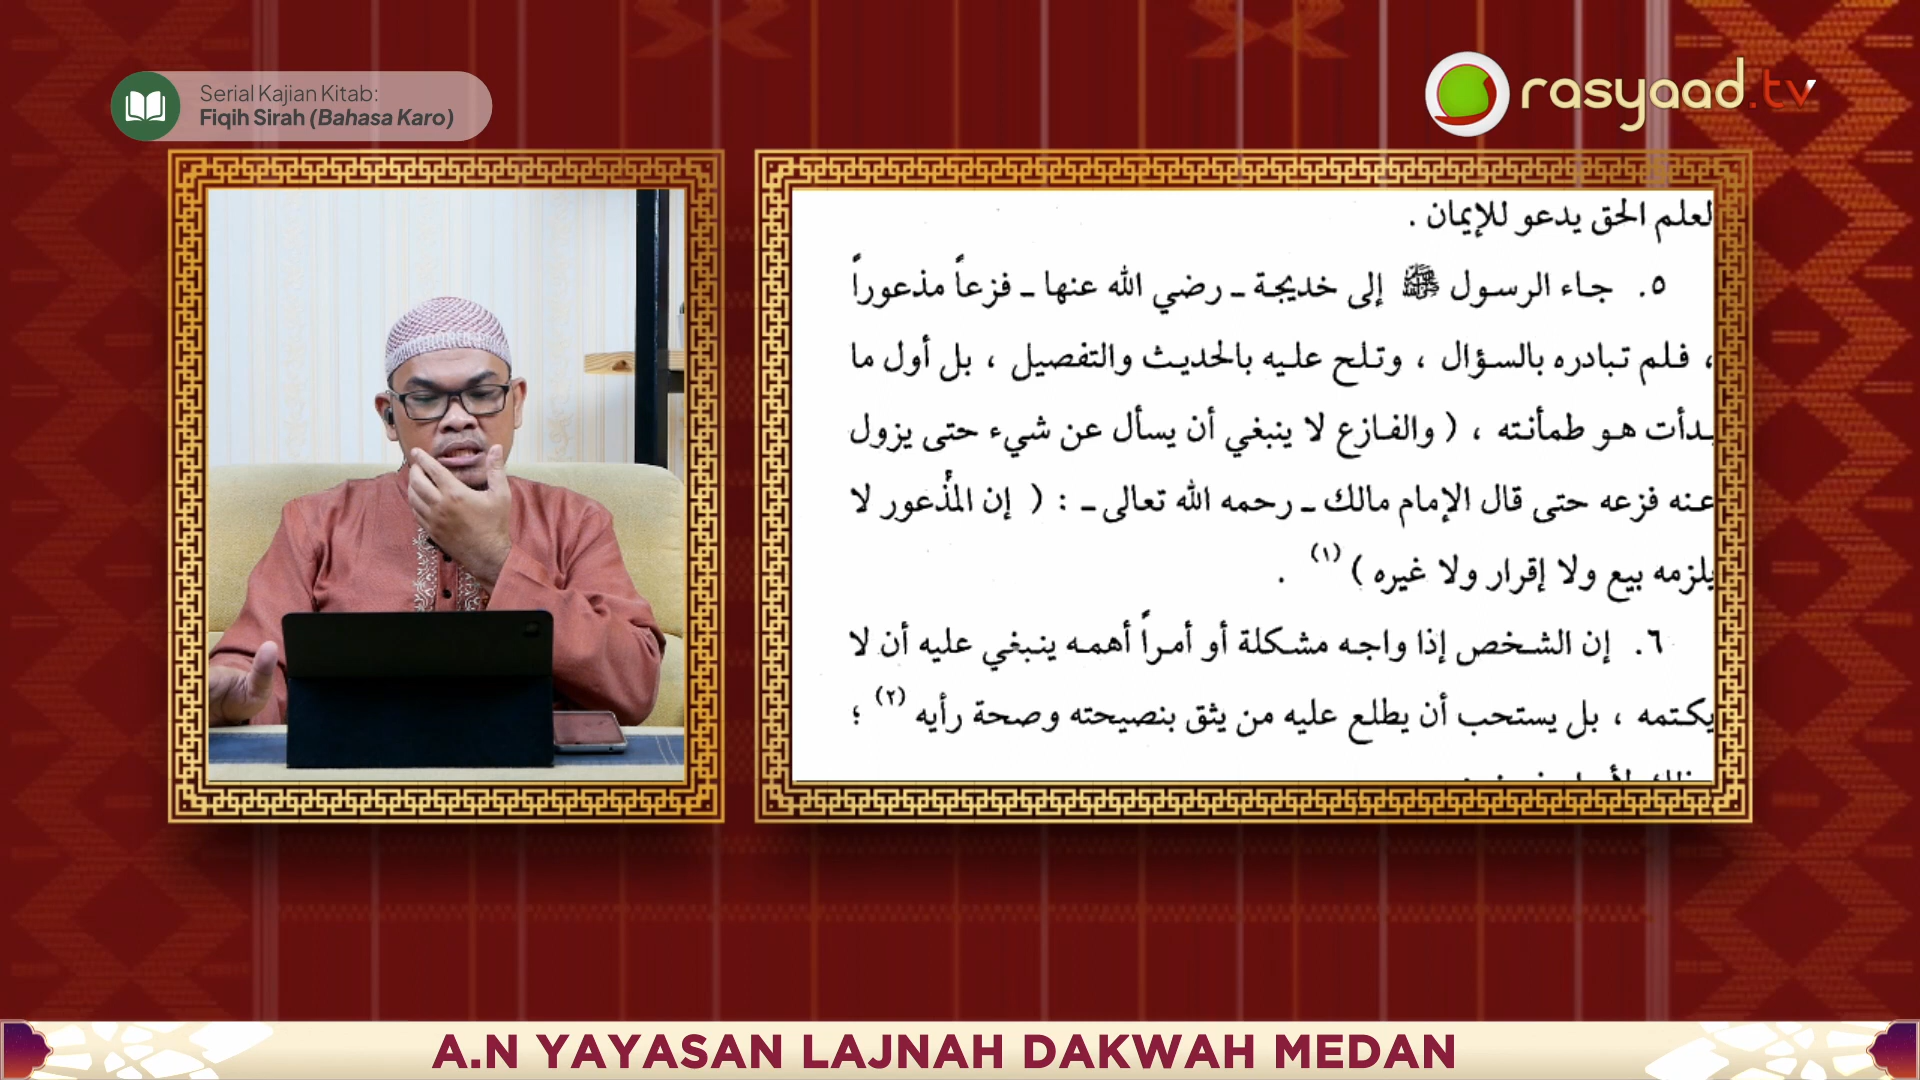 Serial Kajian Kitab:
Fiqih Sirah (Bahasa Karo)
rasyaad.tv
لعلم الحق يدعو للإيمان .
٥. جاء الرسول ﷺ إلى خديجة ـ رضي الله عنها ـ فزعاً مذعوراً
، فلم تبادره بالسؤال ، وتلح عليه بالحديث والتفصيل ، بل أول ما
بدأت هو طمأنته ، ( والفازع لا ينبغي أن يسأل عن شيء حتى يزول
عنه فزعه حتى قال الإمام مالك ـ رحمه الله تعالى ـ : ( إن المذْعور لا
يلزمه بيع ولا إقرار ولا غيره ) (١) .
٦. إن الشخص إذا واجه مشكلة أو أمراً أهمه ينبغي عليه أن لا
يكتمه ، بل يستحب أن يطلع عليه من يثق بنصيحته وصحة رأيه (٢) ؛
A.N YAYASAN LAJNAH DAKWAH MEDAN